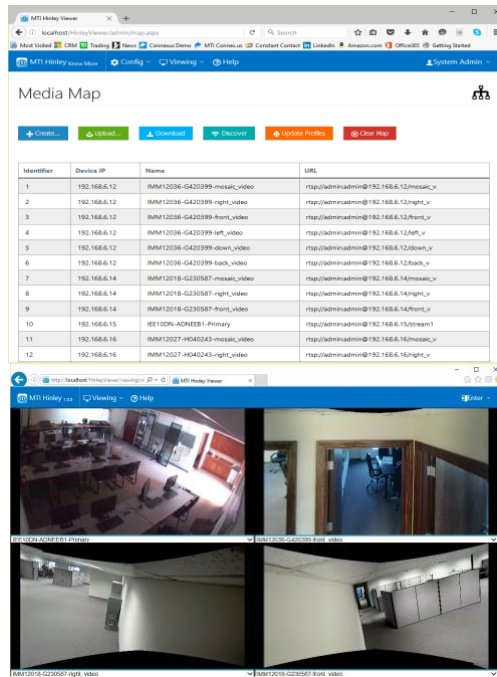 MTI Hinley Viewer
localhost/HinleyViewer/admin/map.aspx
Search
Most Visited CRM Trading News Connexus Demo MTI Connex.us Constant Contact LinkedIn Amazon.com Office365 Getting Started
MTI Hinley Know More Config Viewing Help System Admin
Media Map
Create... Upload... Download Discover Update Profiles Clear Map
Identifier Device IP Name URL
1 192.168.6.12 IMM12036-G420399-mosaic_video rtsp://adminadmin@192.168.6.12/mosaic_v
2 192.168.6.12 IMM12036-G420399-right_video rtsp://adminadmin@192.168.6.12/right_v
3 192.168.6.12 IMM12036-G420399-front_video rtsp://adminadmin@192.168.6.12/front_v
4 192.168.6.12 IMM12036-G420399-left_video rtsp://adminadmin@192.168.6.12/left_v
5 192.168.6.12 IMM12036-G420399-down_video rtsp://adminadmin@192.168.6.12/down_v
6 192.168.6.12 IMM12036-G420399-back_video rtsp://adminadmin@192.168.6.12/back_v
7 192.168.6.14 IMM12018-G230587-mosaic_video rtsp://adminadmin@192.168.6.14/mosaic_v
8 192.168.6.14 IMM12018-G230587-right_video rtsp://adminadmin@192.168.6.14/right_v
9 192.168.6.14 IMM12018-G230587-front_video rtsp://adminadmin@192.168.6.14/front_v
10 192.168.6.15 IEE10DN-ADNEEB1-Primary rtsp://adminadmin@192.168.6.15/stream1
11 192.168.6.16 IMM12027-H040243-mosaic_video rtsp://adminadmin@192.168.6.16/mosaic_v
12 192.168.6.16 IMM12027-H040243-right_video rtsp://adminadmin@192.168.6.16/right_v
http://localhost/HinleyViewer/viewing/
MTI Hinley Viewer
MTI Hinley Viewing Help Enter
IEE10DN-ADNEEB1-Primary IMM12036-G420399-front_video
IMM12018-G230587-right_video IMM12018-G230587-front_video